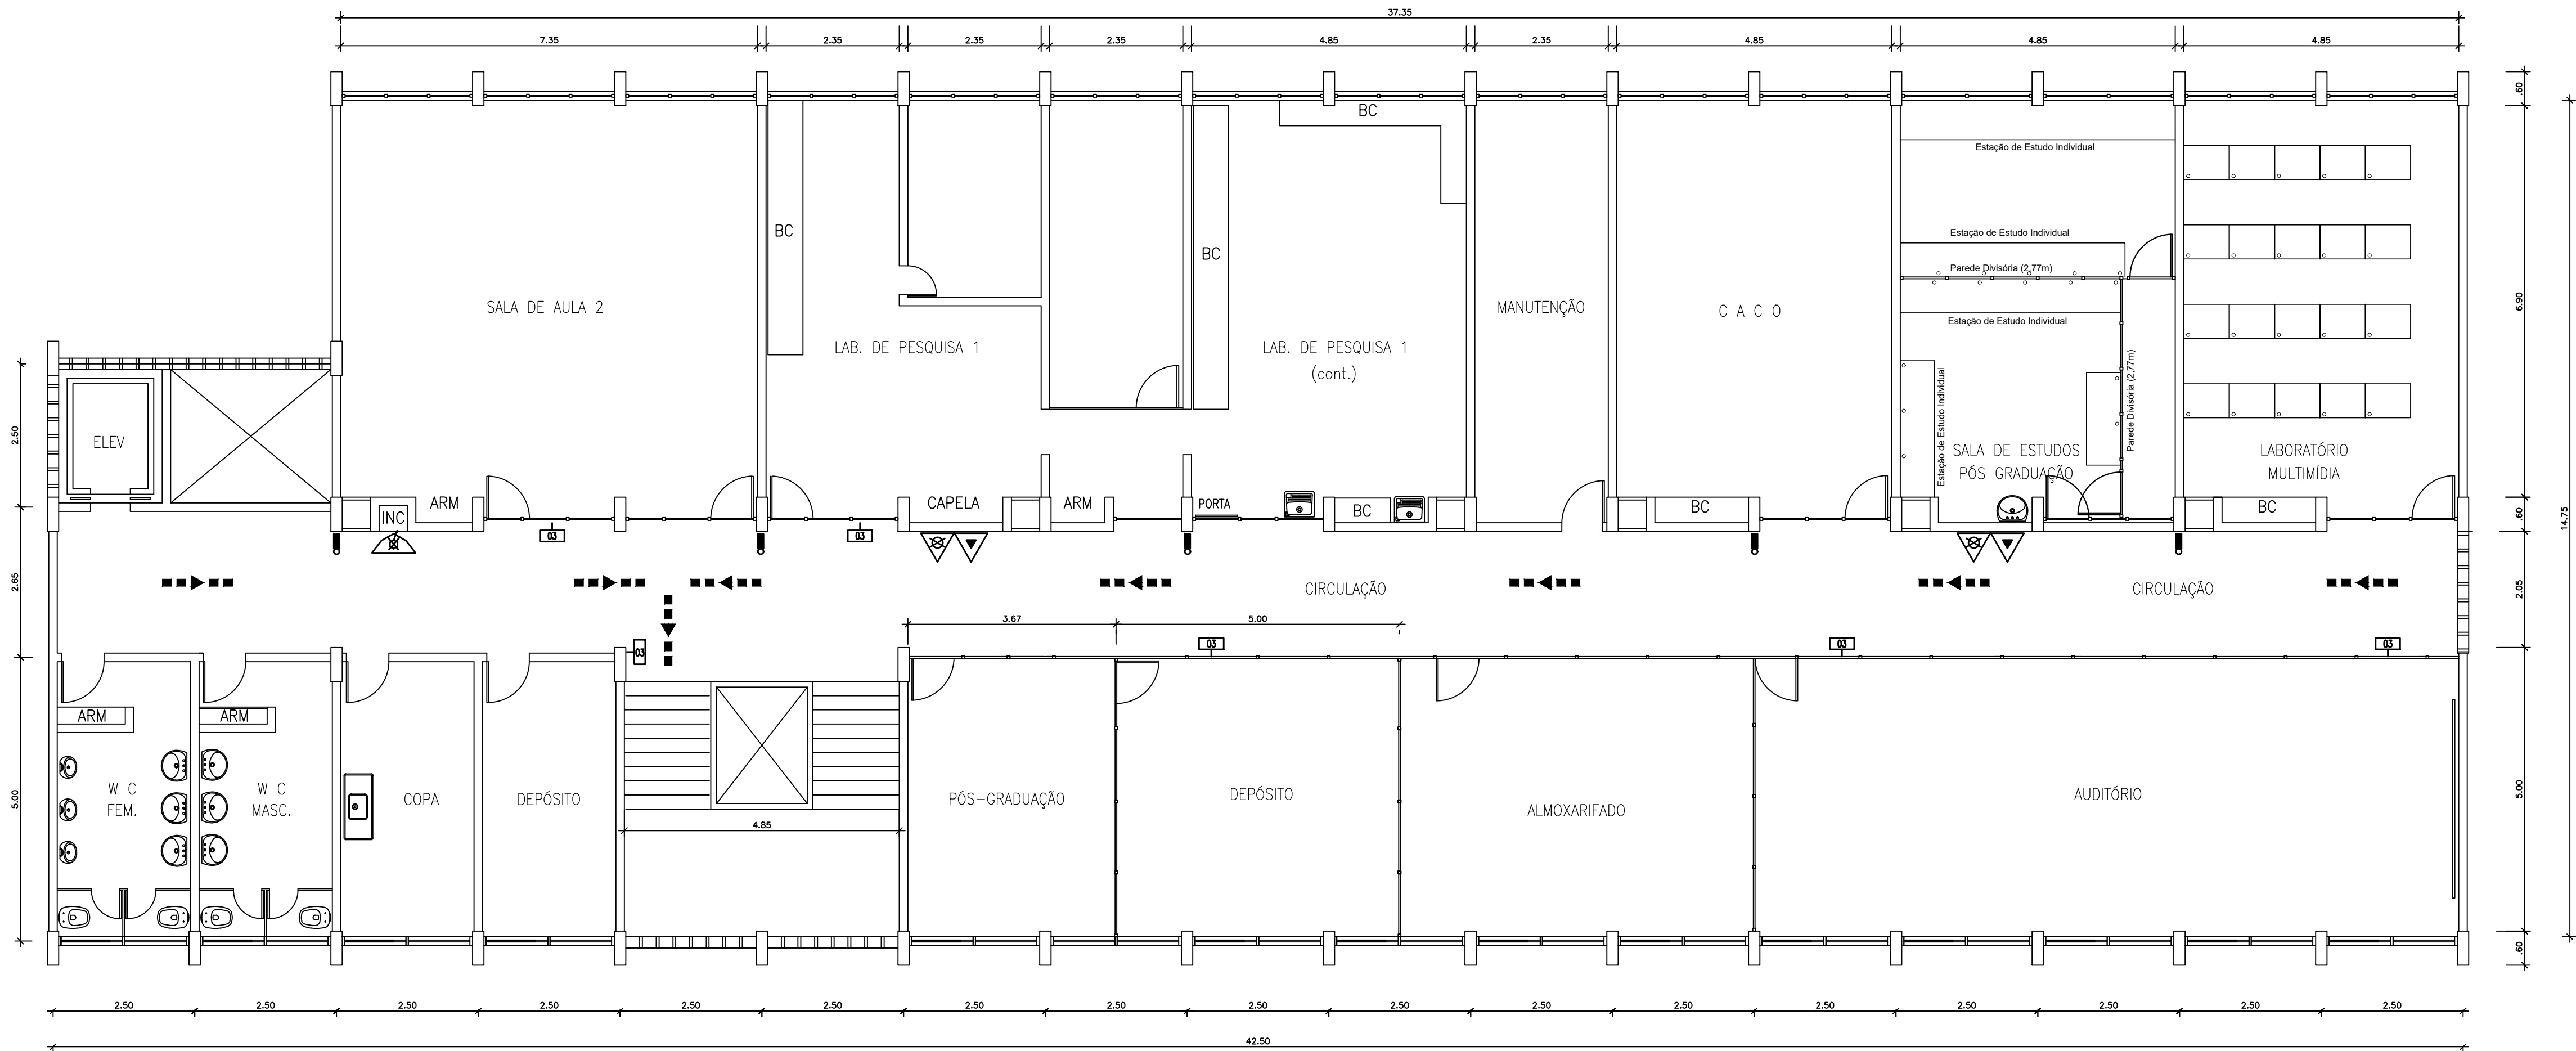 37.35
7.35 2.35 2.35 2.35 4.85 2.35 4.85 4.85 4.85
.60
BC
Estação de Estudo Individual
BC
BC
Estação de Estudo Individual
Parede Divisória (2,77m)
SALA DE AULA 2
MANUTENÇÃO
C A C O
6.90
Estação de Estudo Individual
LAB. DE PESQUISA 1
LAB. DE PESQUISA 1
(cont.)
Estação de Estudo Individual
Parede Divisória (2,77m)
2.50
ELEV
SALA DE ESTUDOS
PÓS GRADUAÇÃO
LABORATÓRIO
MULTIMÍDIA
INC
ARM
CAPELA
ARM
PORTA
BC
BC
BC
.60
14.75
03
03
2.65
CIRCULAÇÃO
CIRCULAÇÃO
2.05
3.67
5.00
03
03
03
03
ARM
ARM
5.00
W C
FEM.
W C
MASC.
COPA
DEPÓSITO
4.85
PÓS-GRADUAÇÃO
DEPÓSITO
ALMOXARIFADO
AUDITÓRIO
5.00
.60
2.50 2.50 2.50 2.50 2.50 2.50 2.50 2.50 2.50 2.50 2.50 2.50 2.50 2.50 2.50 2.50 2.50
42.50